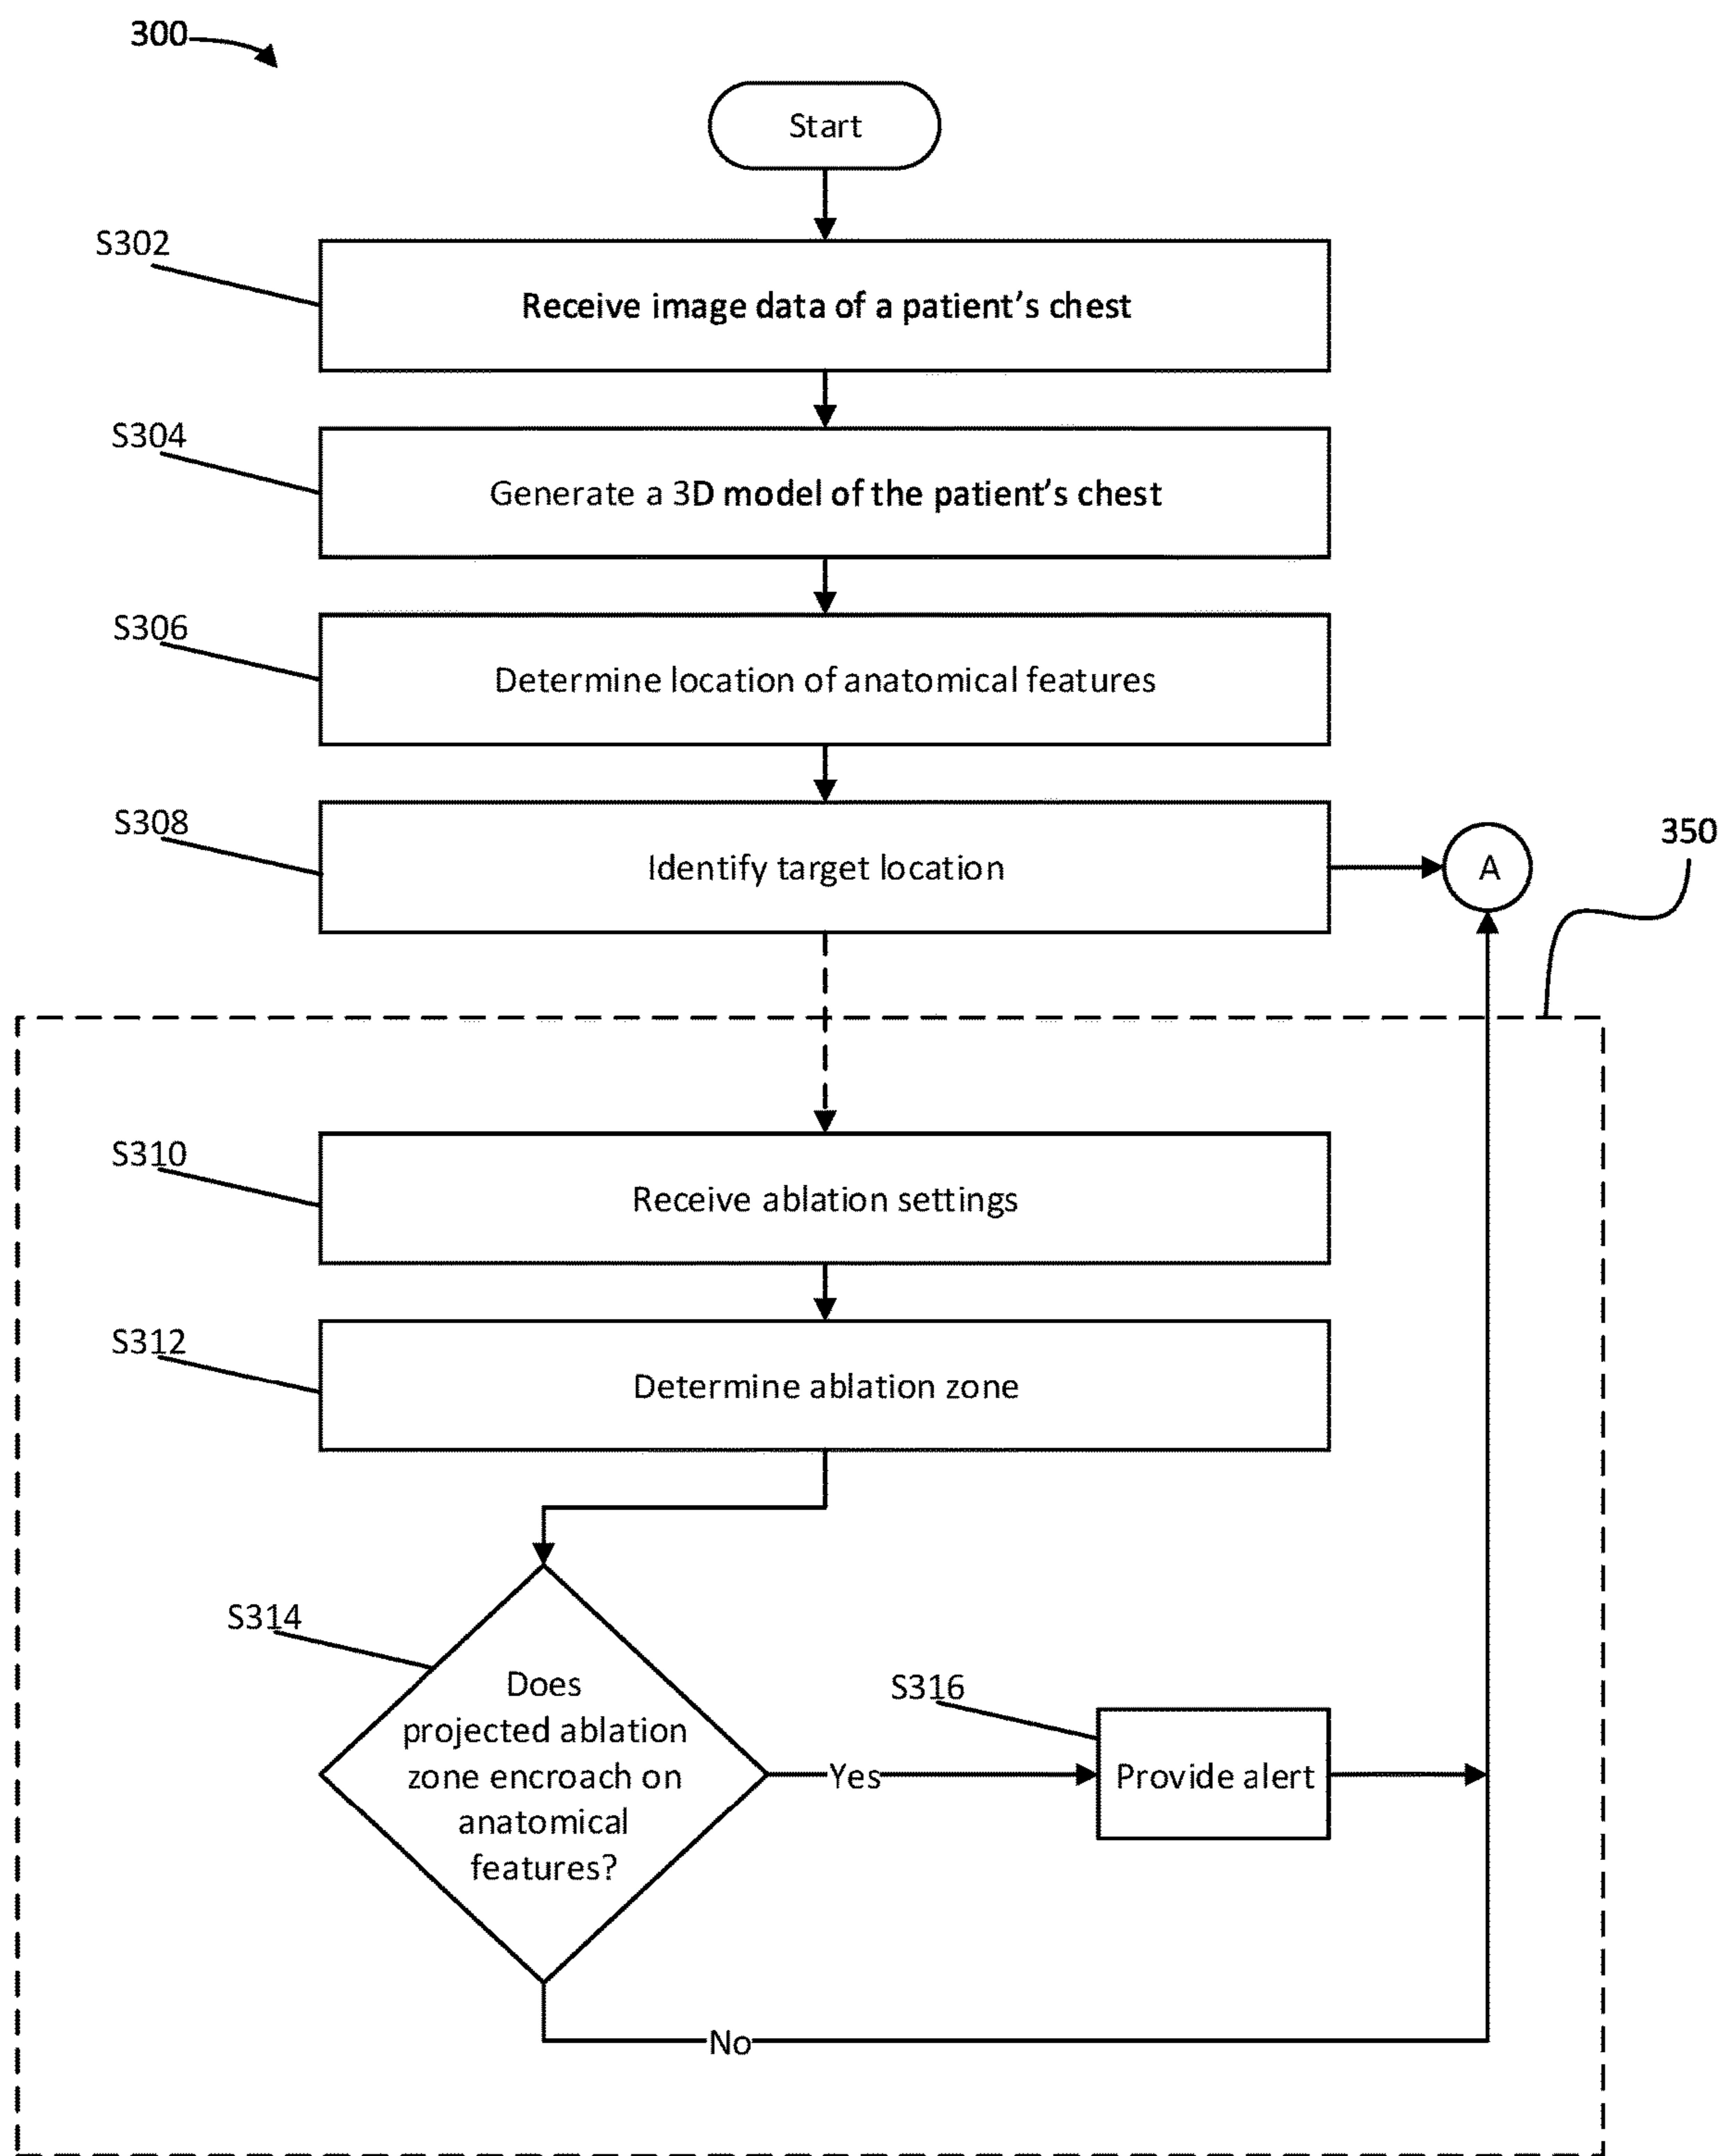 300
Start
S302
Receive image data of a patient's chest
S304
Generate a 3D model of the patient's chest
S306
Determine location of anatomical features
S308
Identify target location
A
350
S310
Receive ablation settings
S312
Determine ablation zone
S314
Does
projected ablation
zone encroach on
anatomical
features?
Yes
S316
Provide alert
No